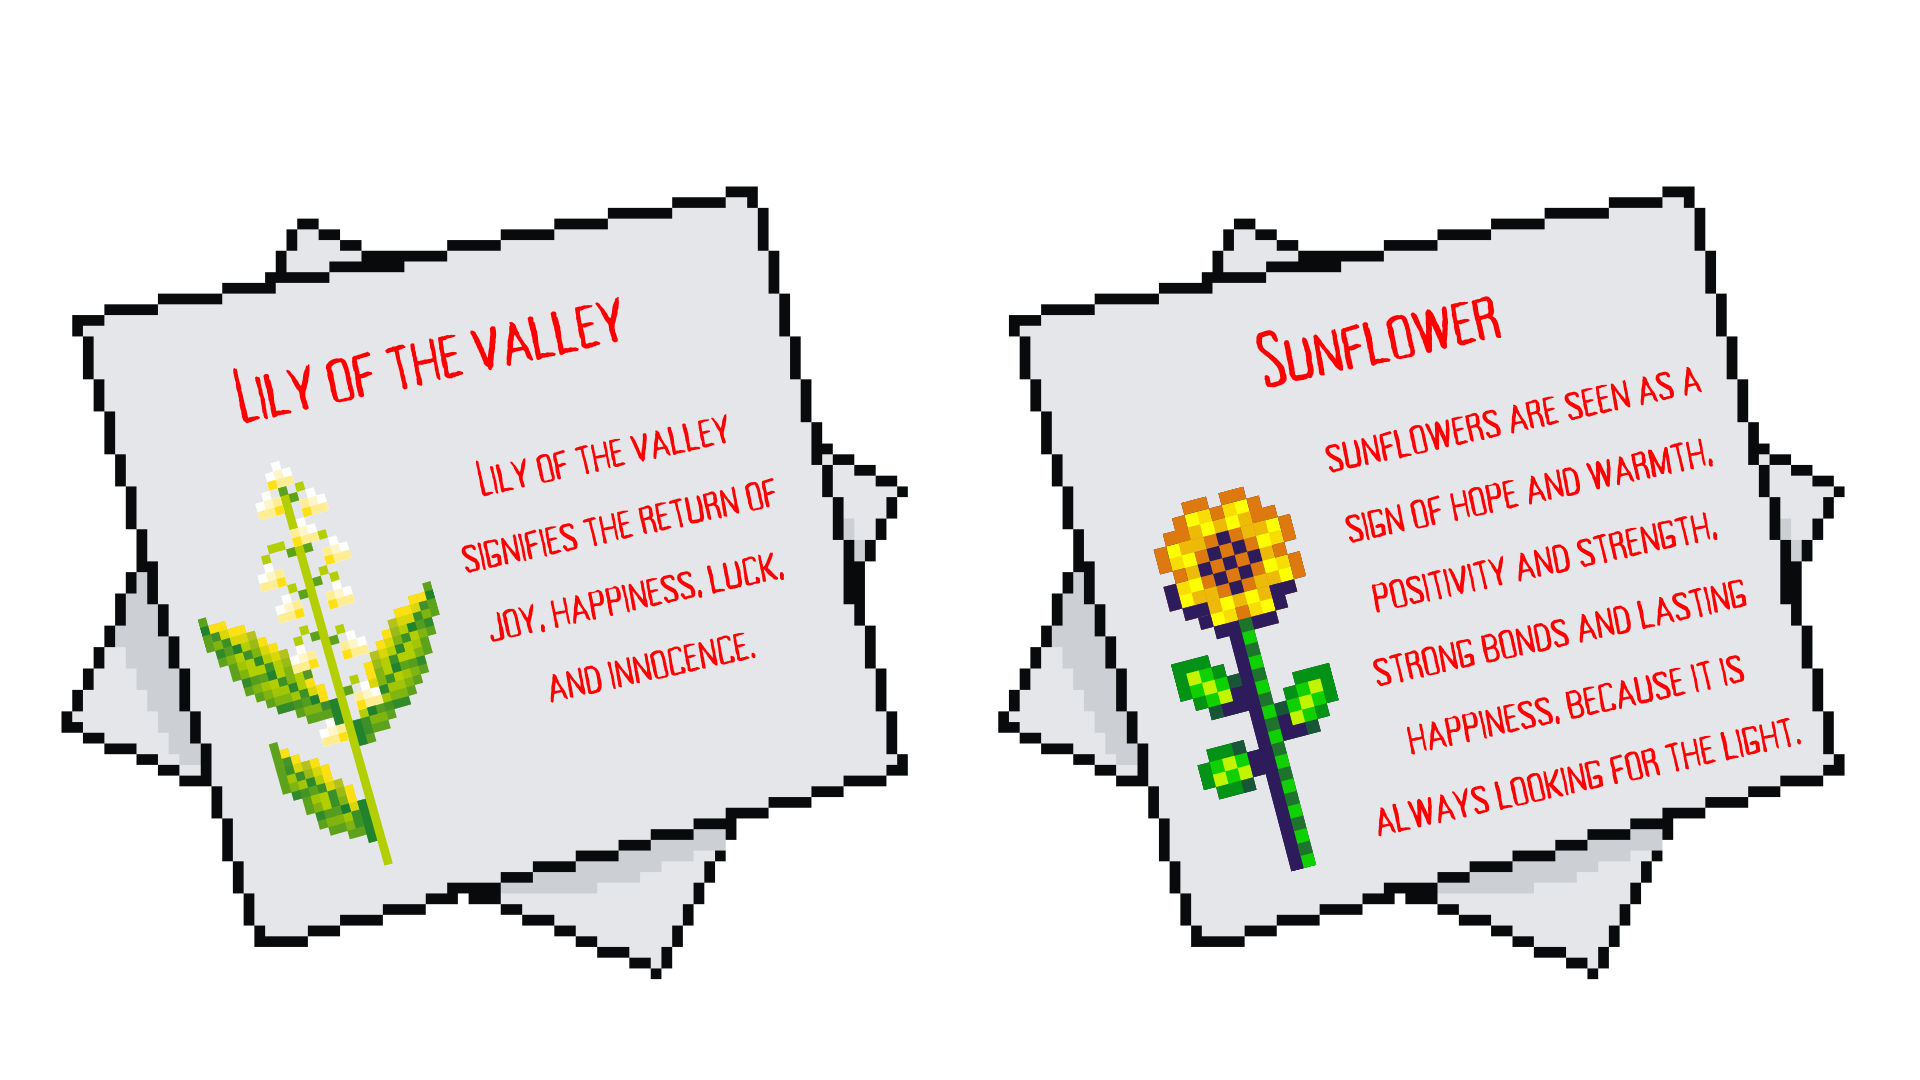 Lily of the valley
Lily of the valley
signifies the return of
joy, happiness, luck,
and innocence.
Sunflower
sunflowers are seen as a
sign of hope and warmth,
positivity and strength,
strong bonds and lasting
happiness, because it is
always looking for the light.